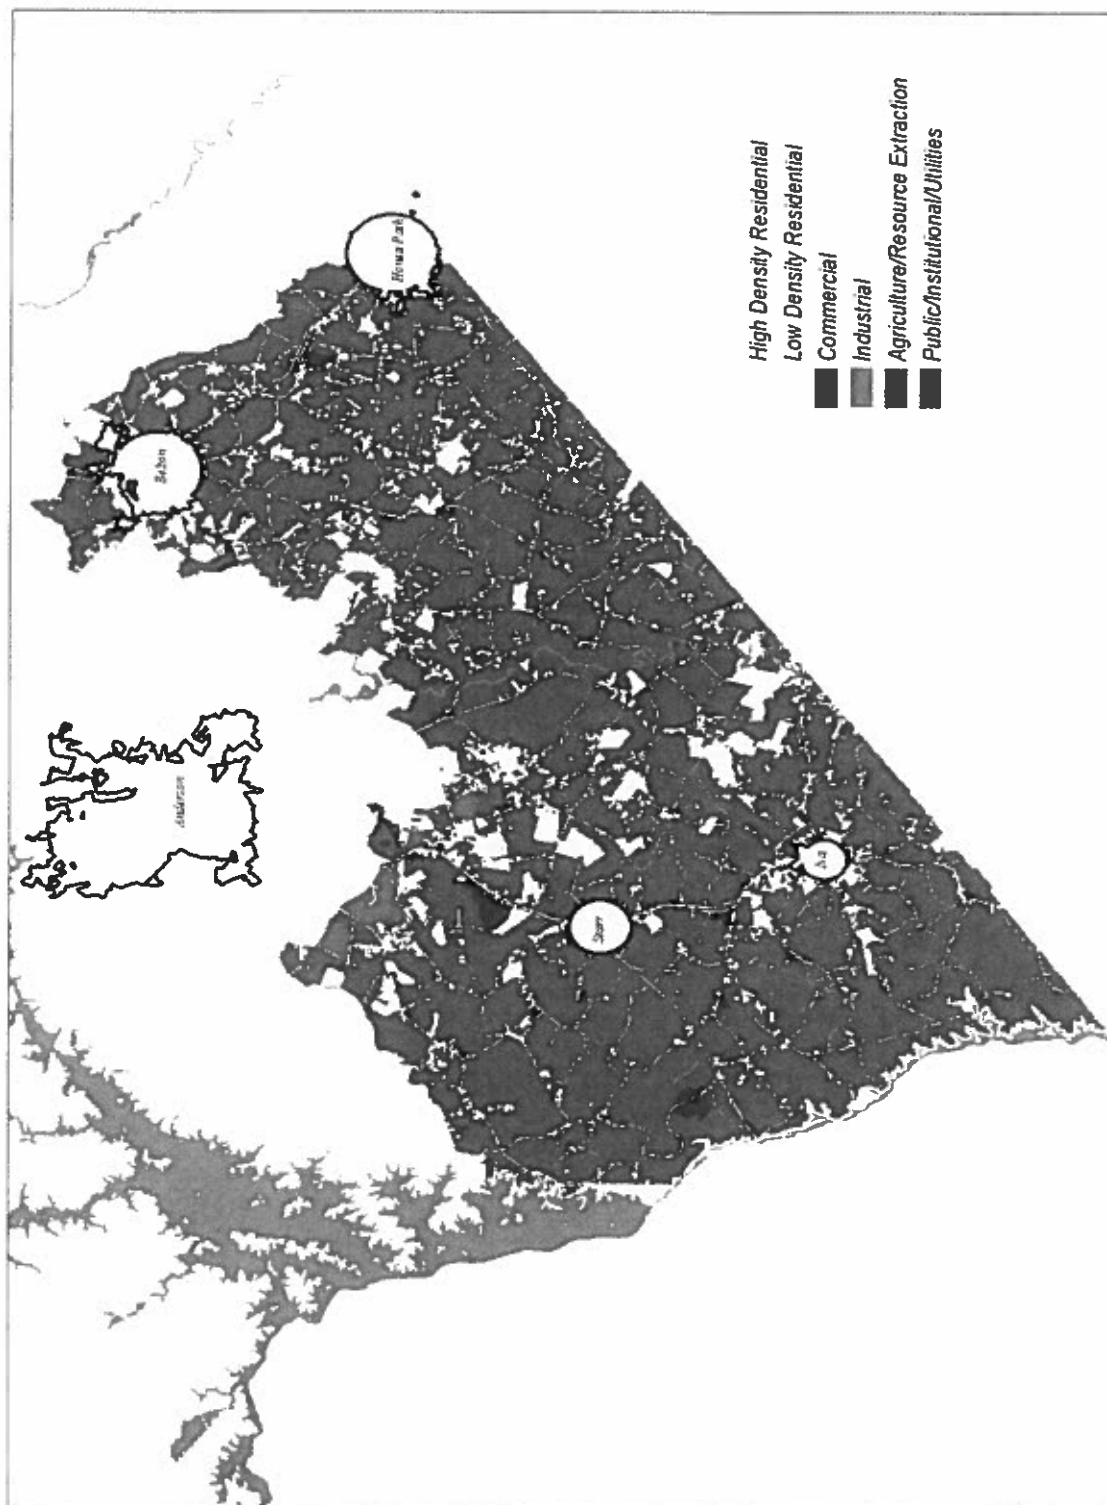 Anderson
Belton
Honea Park
Starr
Iva
High Density Residential
Low Density Residential
Commercial
Industrial
Agriculture/Resource Extraction
Public/Institutional/Utilities